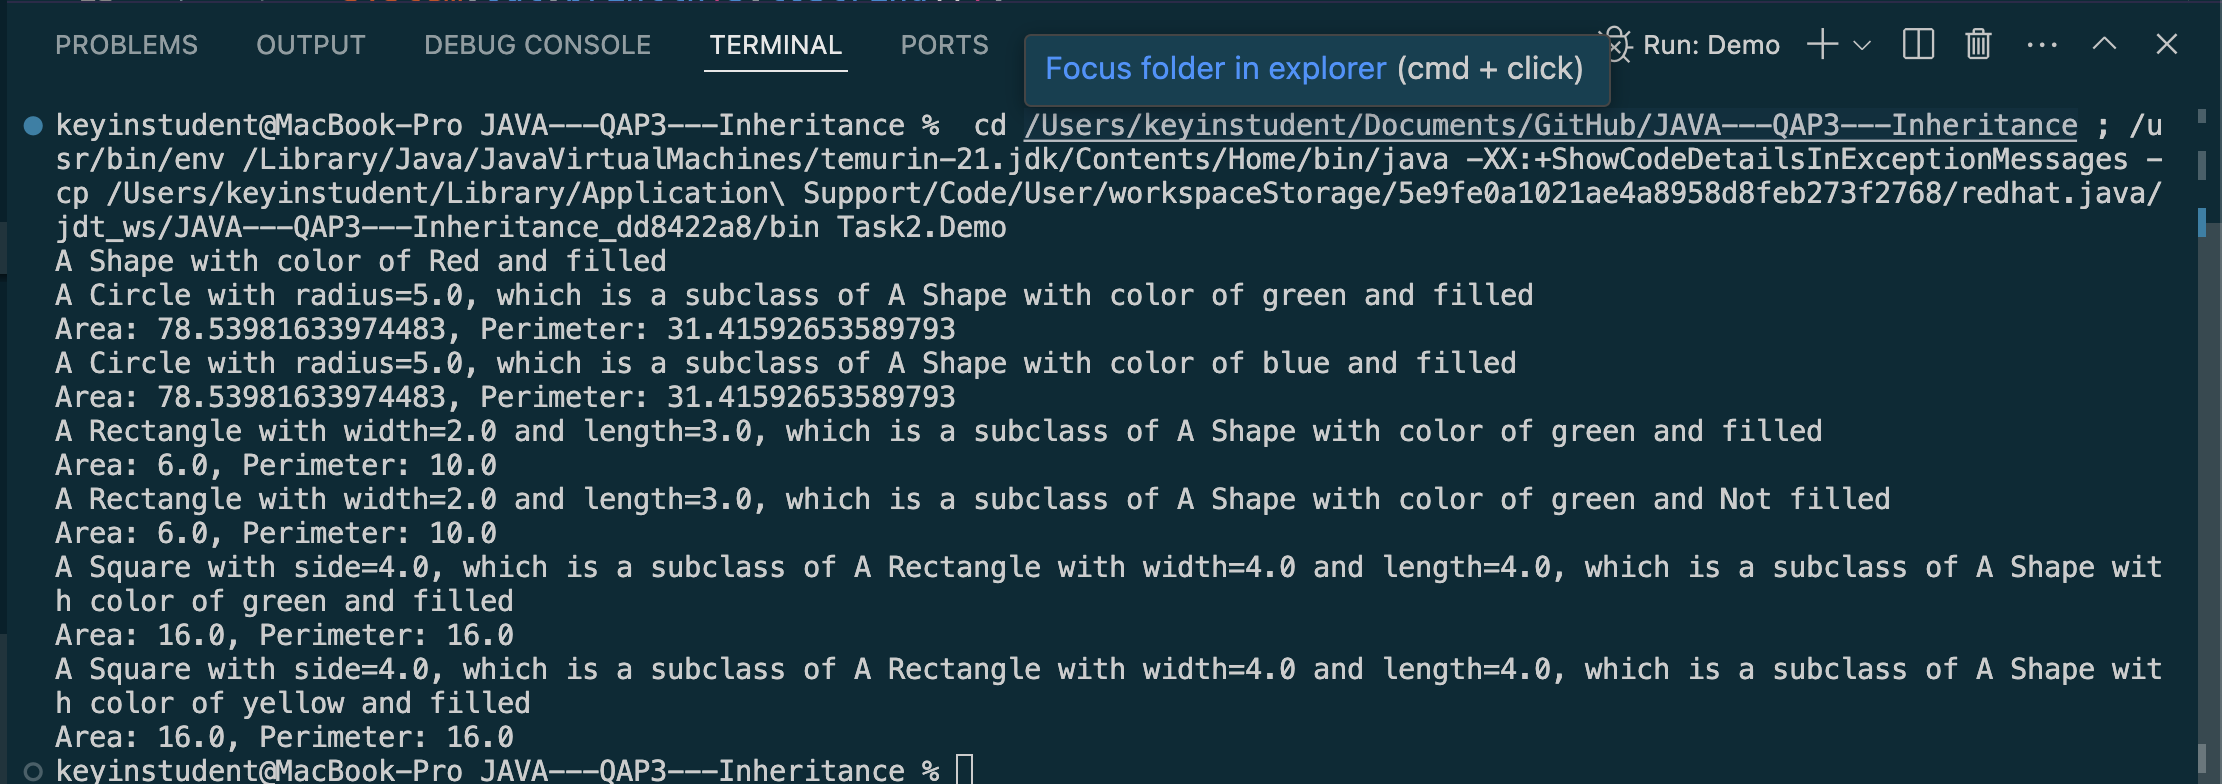 PROBLEMS OUTPUT DEBUG CONSOLE TERMINAL PORTS Run: Demo
Focus folder in explorer (cmd + click)
keyinstudent@MacBook-Pro JAVA---QAP3---Inheritance %  cd /Users/keyinstudent/Documents/GitHub/JAVA---QAP3---Inheritance ; /u
sr/bin/env /Library/Java/JavaVirtualMachines/temurin-21.jdk/Contents/Home/bin/java -XX:+ShowCodeDetailsInExceptionMessages -
cp /Users/keyinstudent/Library/Application\ Support/Code/User/workspaceStorage/5e9fe0a1021ae4a8958d8feb273f2768/redhat.java/
jdt_ws/JAVA---QAP3---Inheritance_dd8422a8/bin Task2.Demo
A Shape with color of Red and filled
A Circle with radius=5.0, which is a subclass of A Shape with color of green and filled
Area: 78.53981633974483, Perimeter: 31.41592653589793
A Circle with radius=5.0, which is a subclass of A Shape with color of blue and filled
Area: 78.53981633974483, Perimeter: 31.41592653589793
A Rectangle with width=2.0 and length=3.0, which is a subclass of A Shape with color of green and filled
Area: 6.0, Perimeter: 10.0
A Rectangle with width=2.0 and length=3.0, which is a subclass of A Shape with color of green and Not filled
Area: 6.0, Perimeter: 10.0
A Square with side=4.0, which is a subclass of A Rectangle with width=4.0 and length=4.0, which is a subclass of A Shape wit
h color of green and filled
Area: 16.0, Perimeter: 16.0
A Square with side=4.0, which is a subclass of A Rectangle with width=4.0 and length=4.0, which is a subclass of A Shape wit
h color of yellow and filled
Area: 16.0, Perimeter: 16.0
keyinstudent@MacBook-Pro JAVA---QAP3---Inheritance %